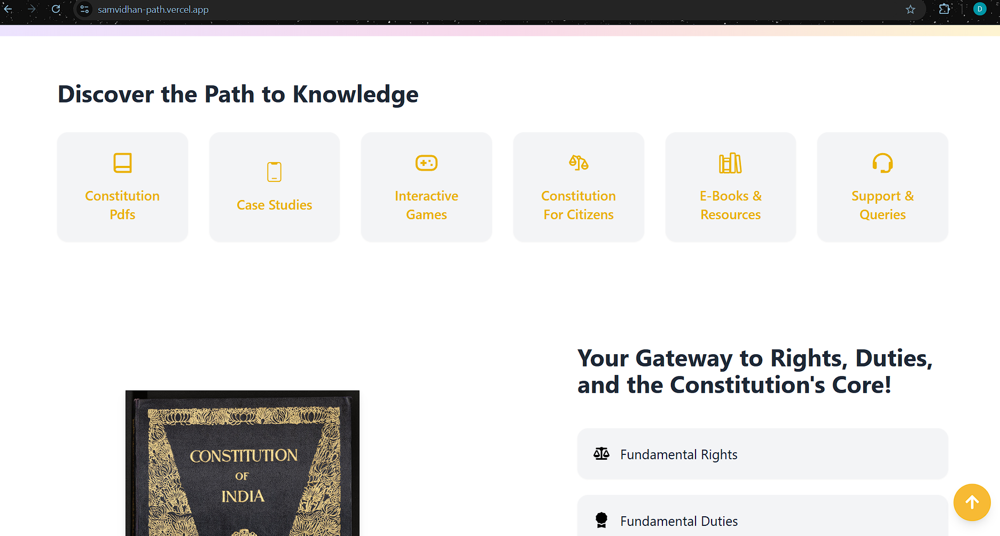 samvidhan-path.vercel.app
D
Discover the Path to Knowledge
Constitution
Pdfs
Case Studies
Interactive
Games
Constitution
For Citizens
E-Books &
Resources
Support &
Queries
Your Gateway to Rights, Duties,
and the Constitution's Core!
CONSTITUTION
OF
INDIA
Fundamental Rights
Fundamental Duties